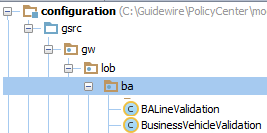 configuration (C:\Guidewire\PolicyCenter\mo
gsrc
gw
lob
ba
BALineValidation
BusinessVehicleValidation